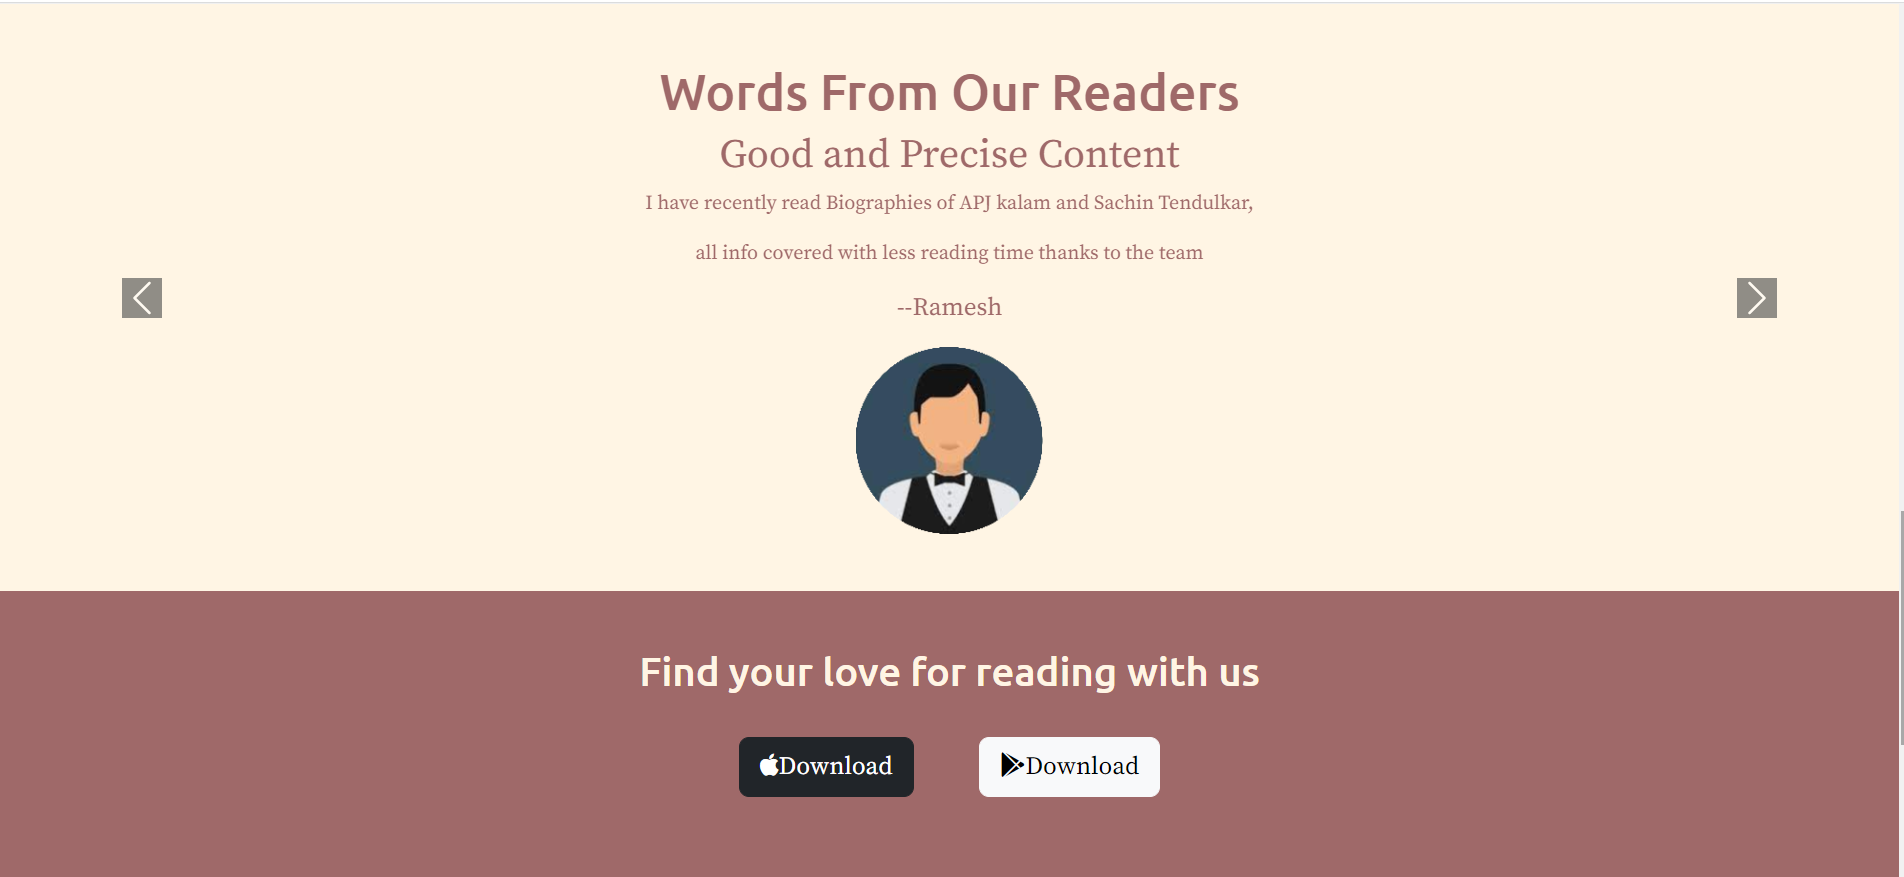 Words From Our Readers
Good and Precise Content
I have recently read Biographies of APJ kalam and Sachin Tendulkar,
all info covered with less reading time thanks to the team
--Ramesh
Find your love for reading with us
Download
Download